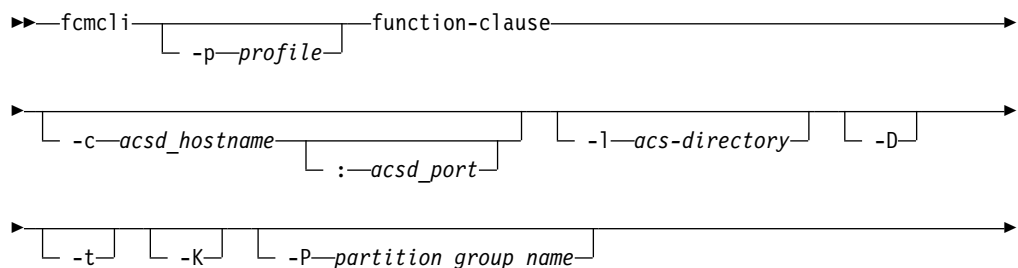 fcmcli -p profile function-clause
-c acsd_hostname : acsd_port -l acs-directory -D
-t -K -P partition group name